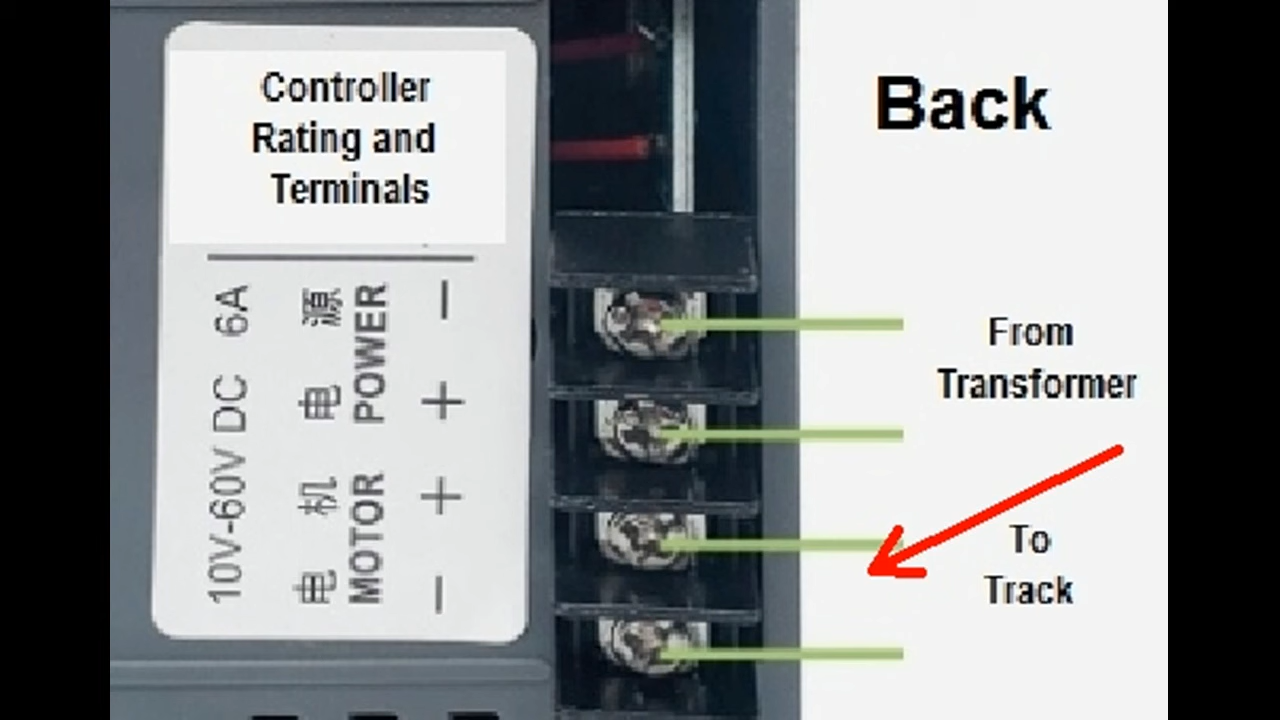 Controller
Rating and
Terminals
10V-60V DC 6A
电 机 电 源
MOTOR POWER
− + + −
Back
From
Transformer
To
Track